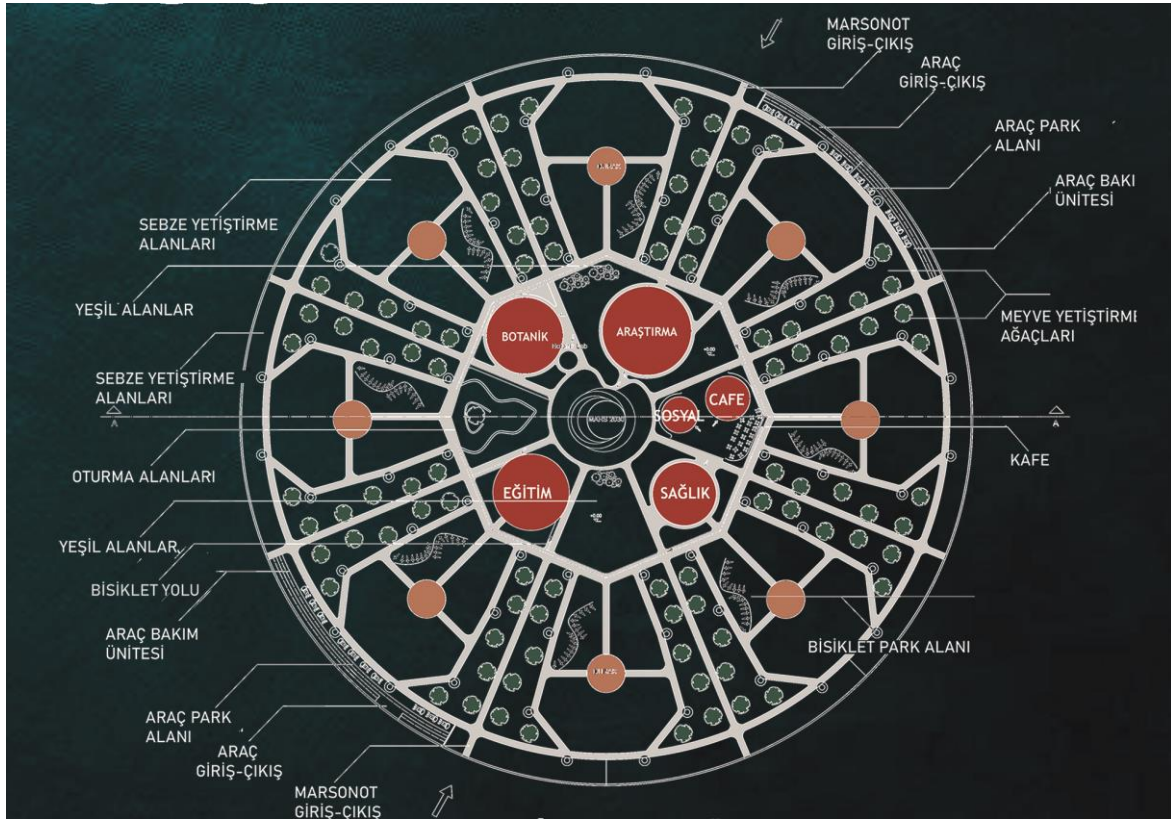 MARSONOT
GİRİŞ-ÇIKIŞ
ARAÇ
GİRİŞ-ÇIKIŞ
ARAÇ PARK
ALANI
ARAÇ BAKI
ÜNİTESİ
MEYVE YETİŞTİRME
AĞAÇLARI
KAFE
BİSİKLET PARK ALANI
SEBZE YETİŞTİRME
ALANLARI
YEŞİL ALANLAR
SEBZE YETİŞTİRME
ALANLARI
OTURMA ALANLARI
YEŞİL ALANLAR
BİSİKLET YOLU
ARAÇ BAKIM
ÜNİTESİ
ARAÇ PARK
ALANI
ARAÇ
GİRİŞ-ÇIKIŞ
MARSONOT
GİRİŞ-ÇIKIŞ
BOTANİK
ARAŞTIRMA
CAFE
SOSYAL
EĞİTİM
SAĞLIK
A
A